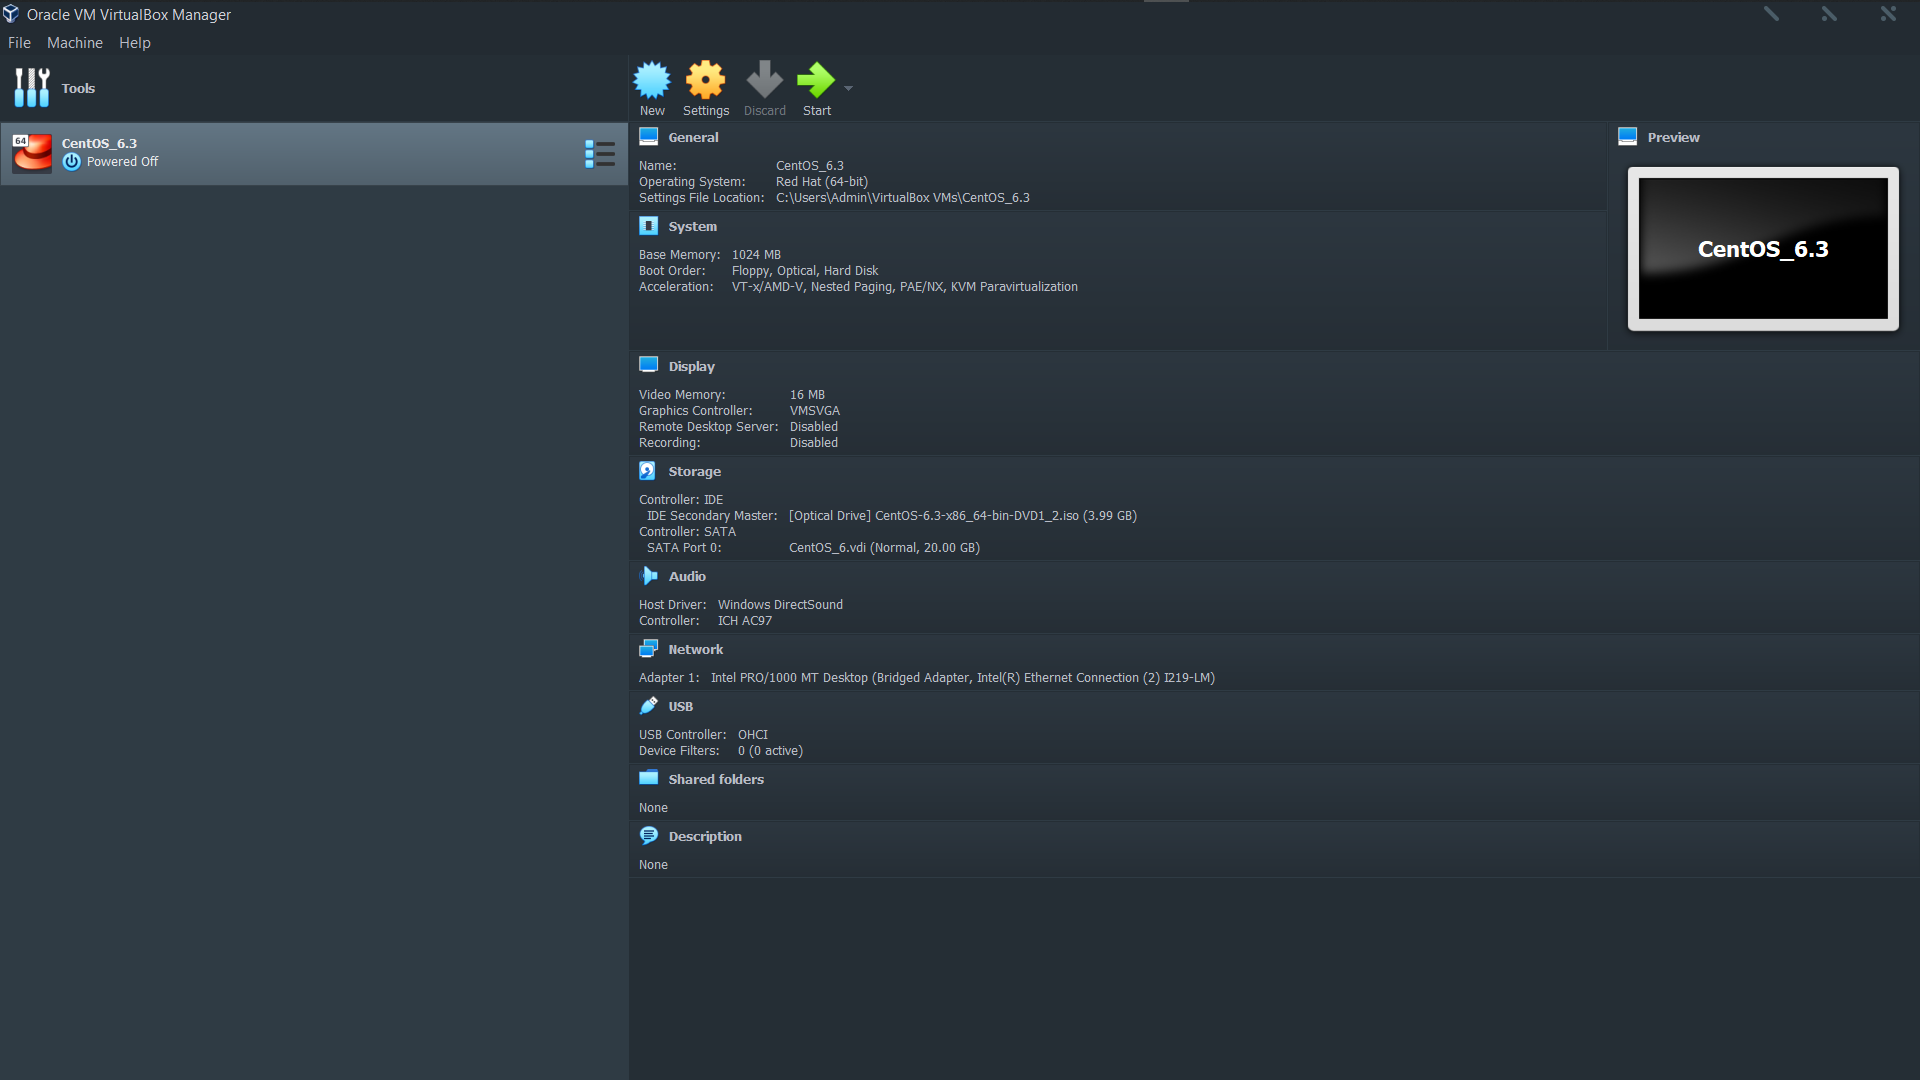 Oracle VM VirtualBox Manager
File Machine Help
Tools
New Settings Discard Start
64
CentOS_6.3
Powered Off
General
Name: CentOS_6.3
Operating System: Red Hat (64-bit)
Settings File Location: C:\Users\Admin\VirtualBox VMs\CentOS_6.3
Preview
CentOS_6.3
System
Base Memory: 1024 MB
Boot Order: Floppy, Optical, Hard Disk
Acceleration: VT-x/AMD-V, Nested Paging, PAE/NX, KVM Paravirtualization
Display
Video Memory: 16 MB
Graphics Controller: VMSVGA
Remote Desktop Server: Disabled
Recording: Disabled
Storage
Controller: IDE
IDE Secondary Master: [Optical Drive] CentOS-6.3-x86_64-bin-DVD1_2.iso (3.99 GB)
Controller: SATA
SATA Port 0: CentOS_6.vdi (Normal, 20.00 GB)
Audio
Host Driver: Windows DirectSound
Controller: ICH AC97
Network
Adapter 1: Intel PRO/1000 MT Desktop (Bridged Adapter, Intel(R) Ethernet Connection (2) I219-LM)
USB
USB Controller: OHCI
Device Filters: 0 (0 active)
Shared folders
None
Description
None